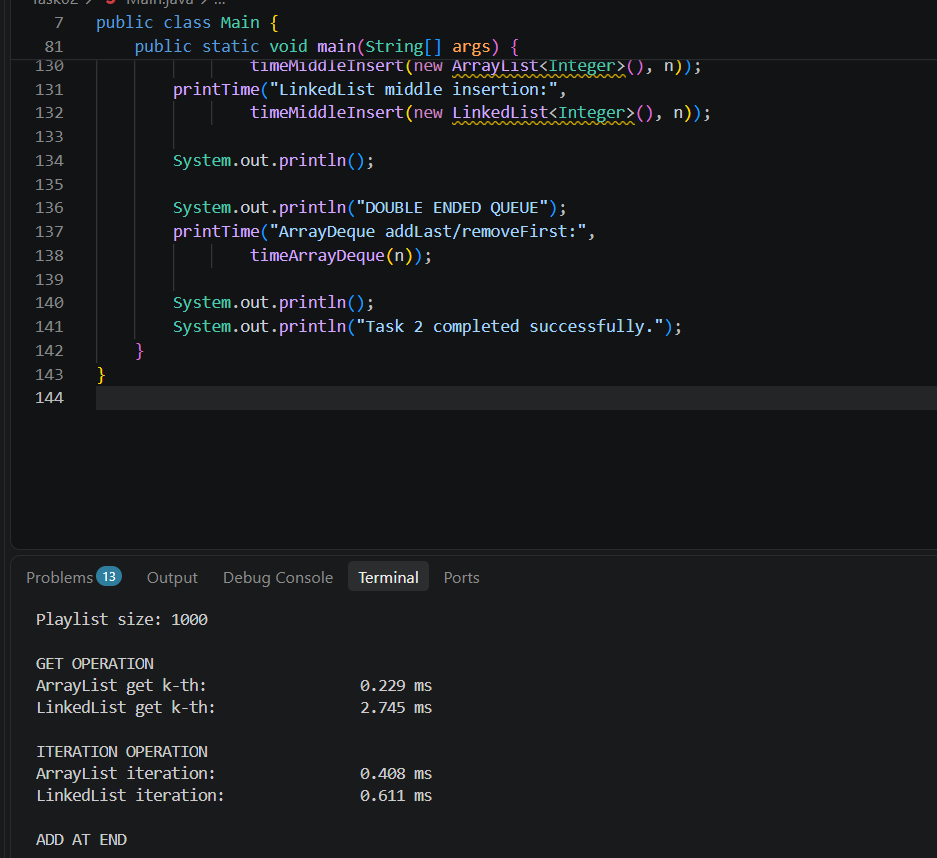 Task02 > Main.java > ...
7 public class Main {
81 public static void main(String[] args) {
130 timeMiddleInsert(new ArrayList<Integer>(), n));
131 printTime("LinkedList middle insertion:",
132 timeMiddleInsert(new LinkedList<Integer>(), n));
133
134 System.out.println();
135
136 System.out.println("DOUBLE ENDED QUEUE");
137 printTime("ArrayDeque addLast/removeFirst:",
138 timeArrayDeque(n));
139
140 System.out.println();
141 System.out.println("Task 2 completed successfully.");
142 }
143 }
144
Problems 13 Output Debug Console Terminal Ports
Playlist size: 1000
GET OPERATION
ArrayList get k-th: 0.229 ms
LinkedList get k-th: 2.745 ms
ITERATION OPERATION
ArrayList iteration: 0.408 ms
LinkedList iteration: 0.611 ms
ADD AT END